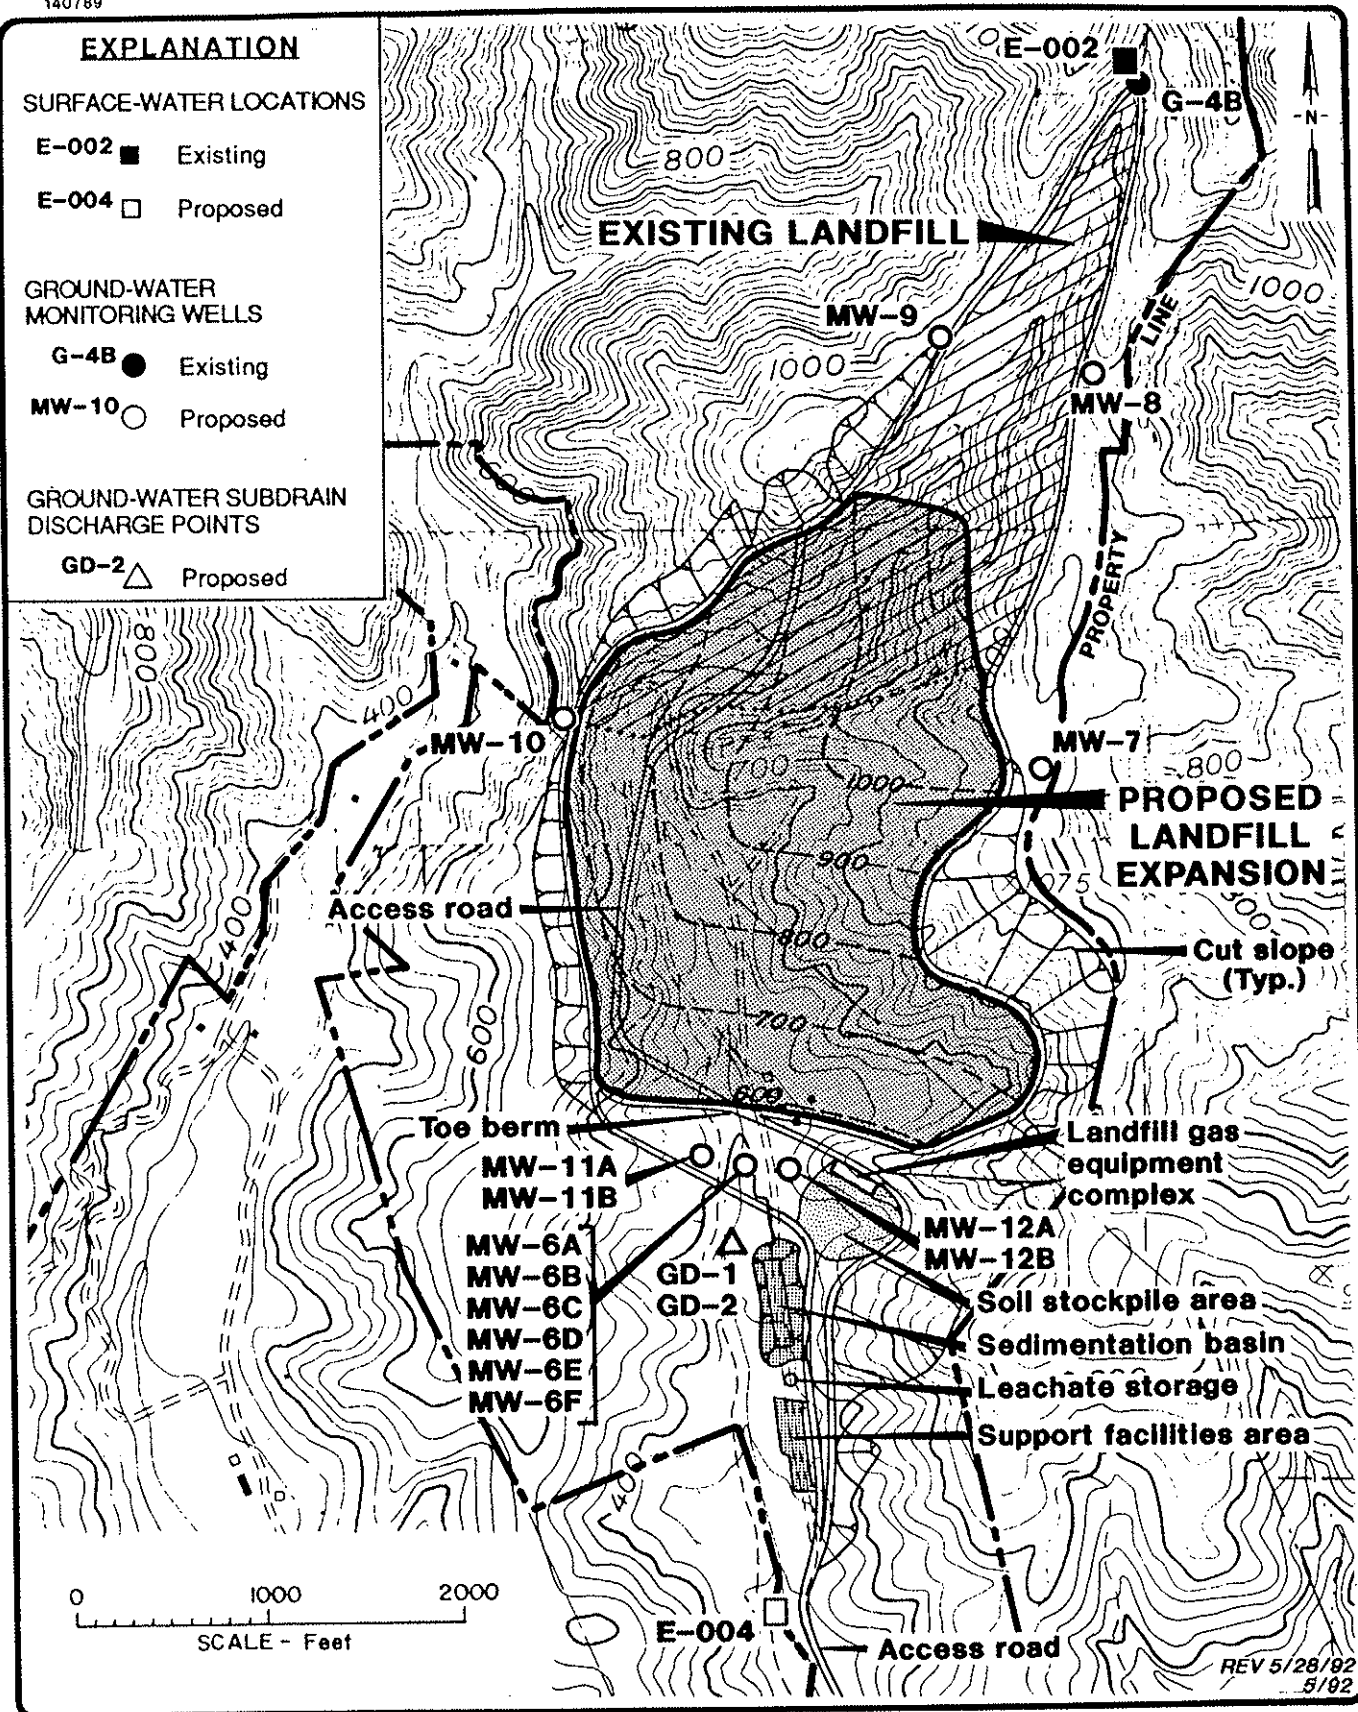 140789
EXPLANATION
SURFACE-WATER LOCATIONS
E-002 Existing
E-004 Proposed
GROUND-WATER
MONITORING WELLS
G-4B Existing
MW-10 Proposed
GROUND-WATER SUBDRAIN
DISCHARGE POINTS
GD-2 Proposed
E-002
G-4B
-N-
800
EXISTING LANDFILL
1000
LINE
MW-9
1000
MW-8
PROPERTY
800
400
MW-10
MW-7
700
1000
800
PROPOSED
LANDFILL
EXPANSION
900
Access road
400
800
Cut slope
(Typ.)
700
600
600
Toe berm
Landfill gas
equipment
complex
MW-11A
MW-11B
MW-12A
MW-12B
MW-6A
MW-6B
MW-6C
MW-6D
MW-6E
MW-6F
GD-1
GD-2
Soil stockpile area
Sedimentation basin
Leachate storage
Support facilities area
400
0 1000 2000
SCALE - Feet
E-004
Access road
REV 5/28/92
5/92